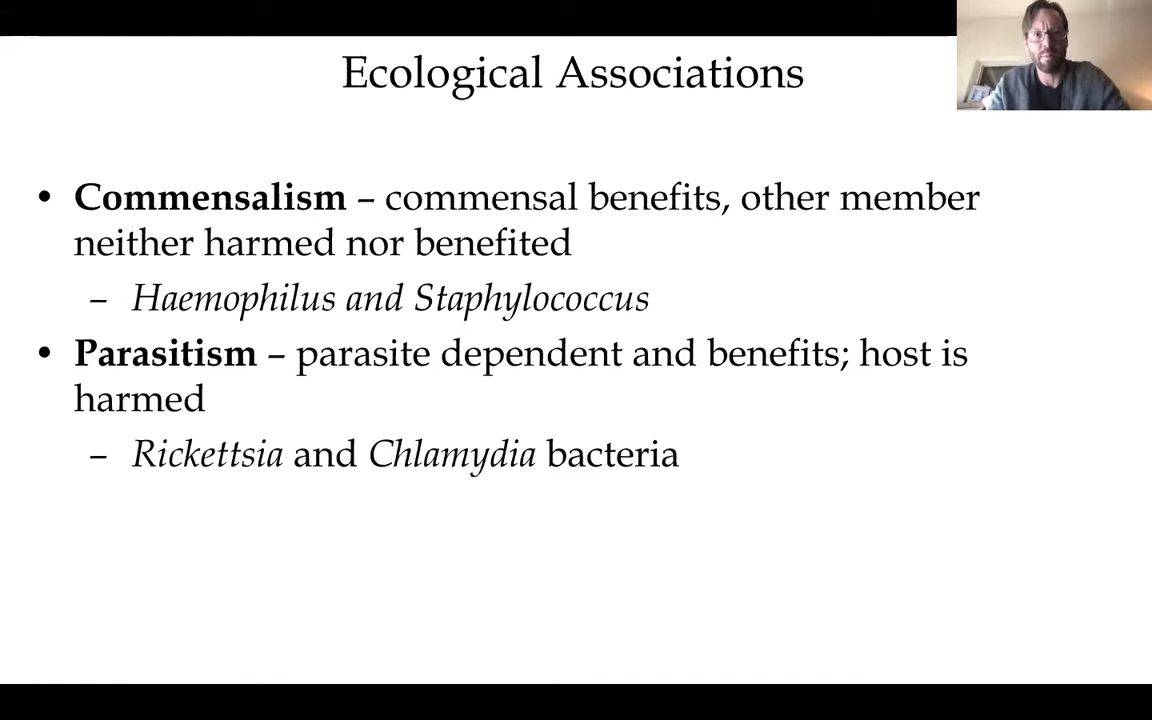 Ecological Associations
• Commensalism – commensal benefits, other member
neither harmed nor benefited
– Haemophilus and Staphylococcus
• Parasitism – parasite dependent and benefits; host is
harmed
– Rickettsia and Chlamydia bacteria